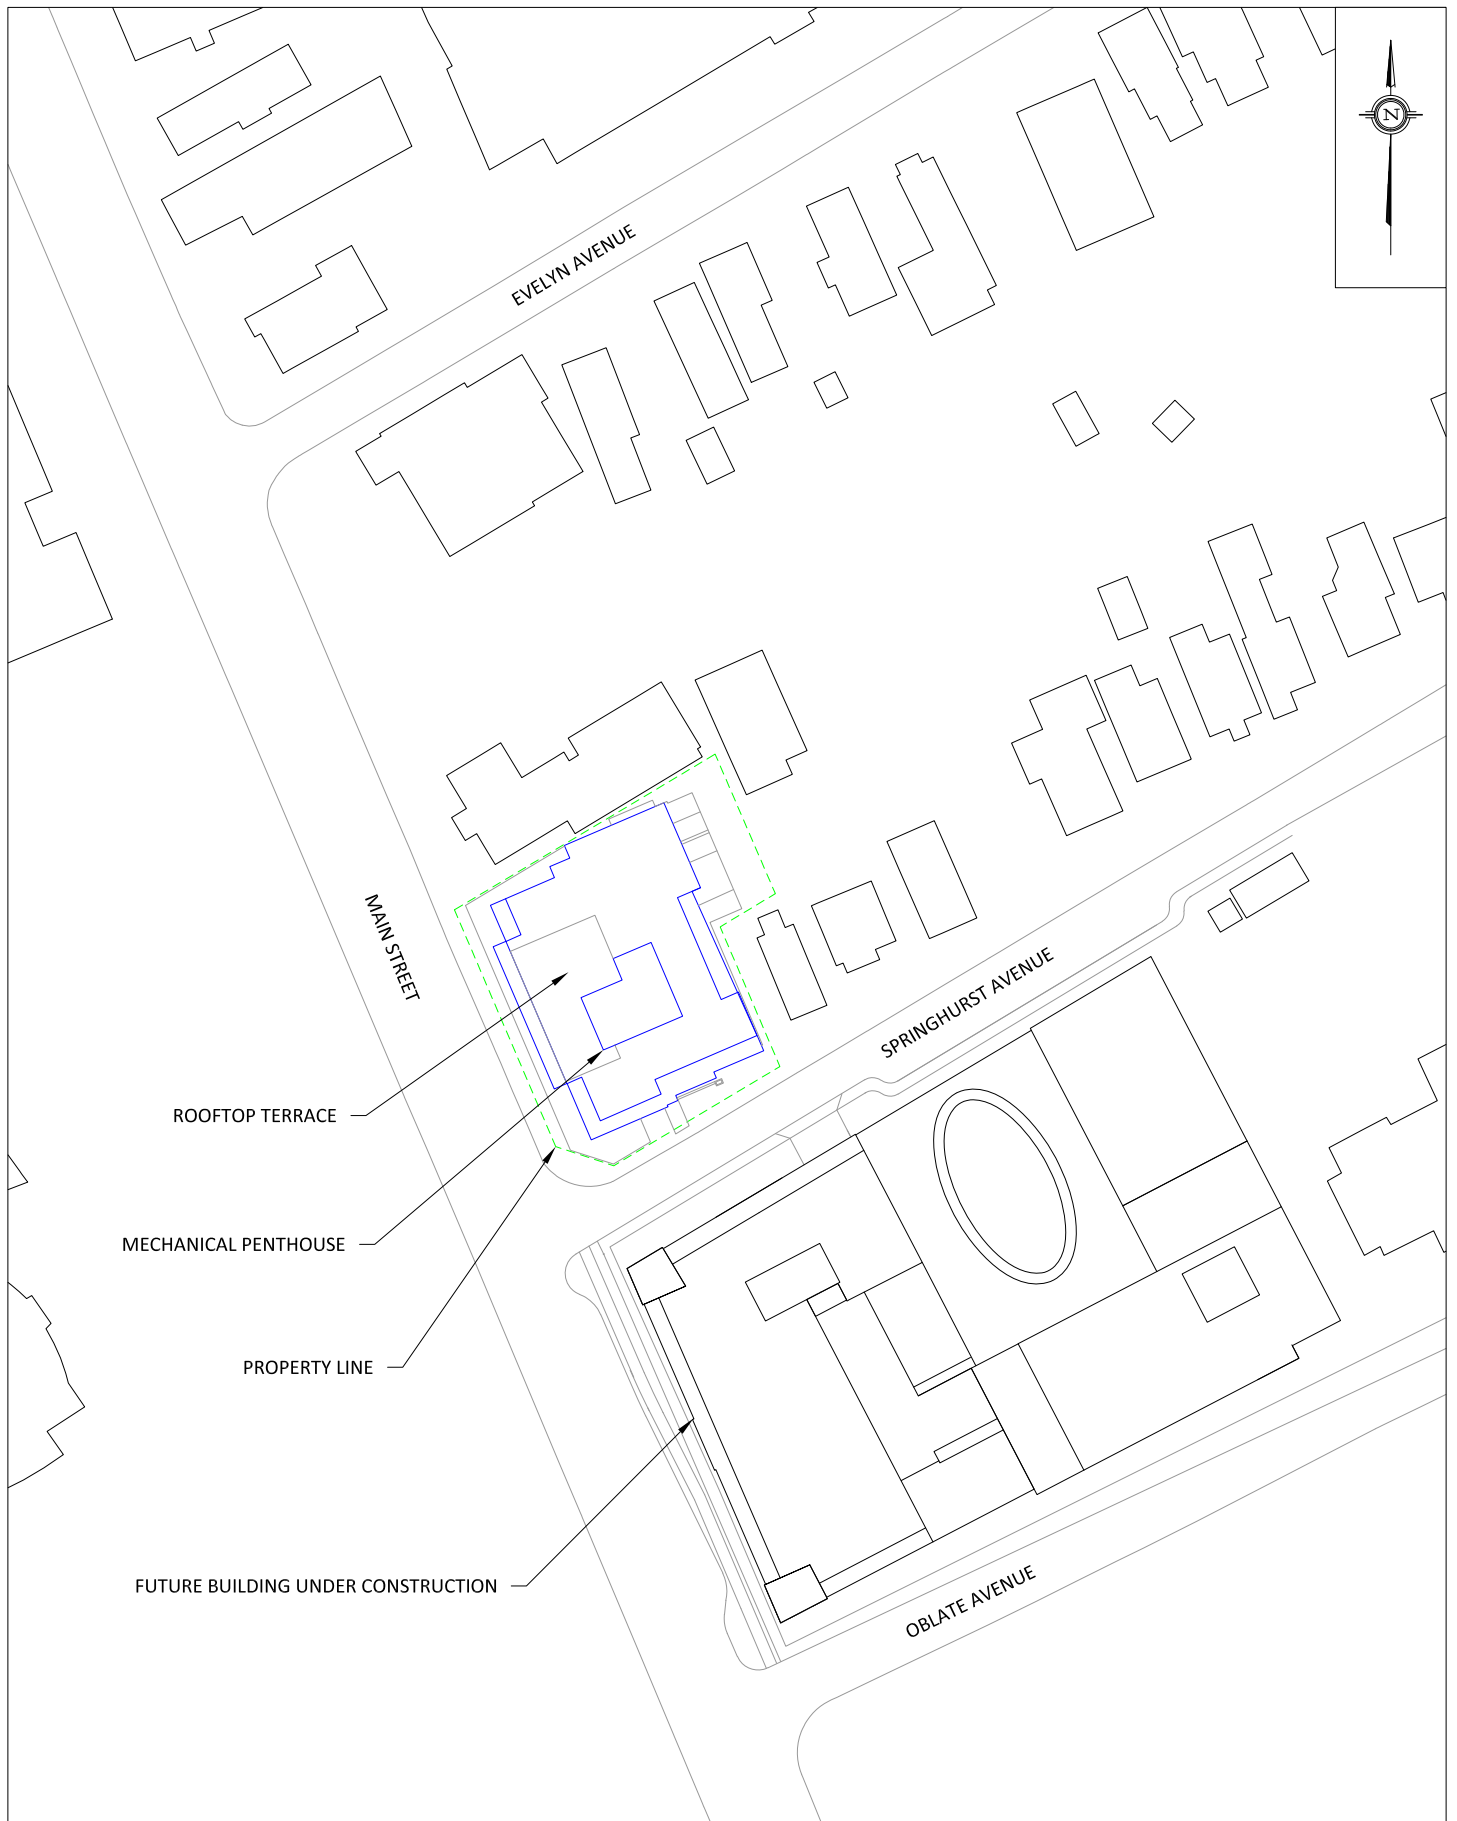 N
EVELYN AVENUE
MAIN STREET
SPRINGHURST AVENUE
ROOFTOP TERRACE
MECHANICAL PENTHOUSE
PROPERTY LINE
FUTURE BUILDING UNDER CONSTRUCTION
OBLATE AVENUE